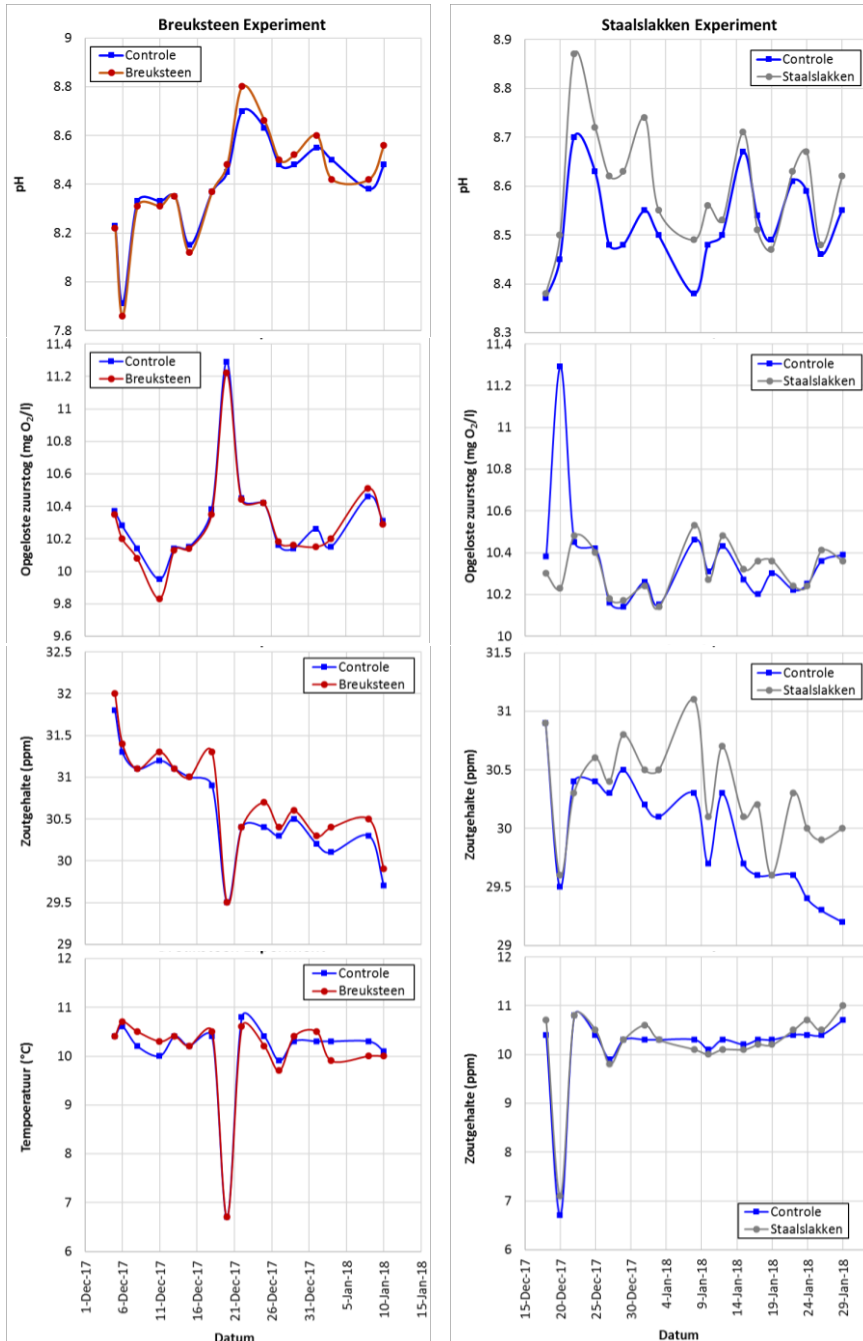 Breuksteen Experiment
9
8.8
8.6
8.4
8.2
8
7.8
pH
Controle
Breuksteen
Staalslakken Experiment
8.9
8.8
8.7
8.6
8.5
8.4
8.3
pH
Controle
Staalslakken
11.4
11.2
11
10.8
10.6
10.4
10.2
10
9.8
9.6
Opgeloste zuurstog (mg O₂/l)
Controle
Breuksteen
11.4
11.2
11
10.8
10.6
10.4
10.2
10
Opgeloste zuurstog (mg O₂/l)
Controle
Staalslakken
32.5
32
31.5
31
30.5
30
29.5
29
Zoutgehalte (ppm)
Controle
Breuksteen
31.5
31
30.5
30
29.5
29
Zoutgehalte (ppm)
Controle
Staalslakken
12
11
10
9
8
7
6
Tempoeratuur (°C)
Controle
Breuksteen
1-Dec-17
6-Dec-17
11-Dec-17
16-Dec-17
21-Dec-17
26-Dec-17
31-Dec-17
5-Jan-18
10-Jan-18
15-Jan-18
Datum
12
11
10
9
8
7
6
Zoutgehalte (ppm)
Controle
Staalslakken
15-Dec-17
20-Dec-17
25-Dec-17
30-Dec-17
4-Jan-18
9-Jan-18
14-Jan-18
19-Jan-18
24-Jan-18
29-Jan-18
Datum